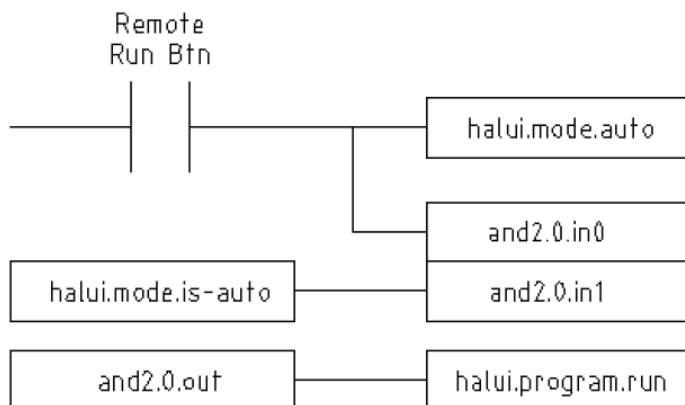 Remote
Run Btn
halui.mode.auto
and2.0.in0
halui.mode.is-auto
and2.0.in1
and2.0.out
halui.program.run